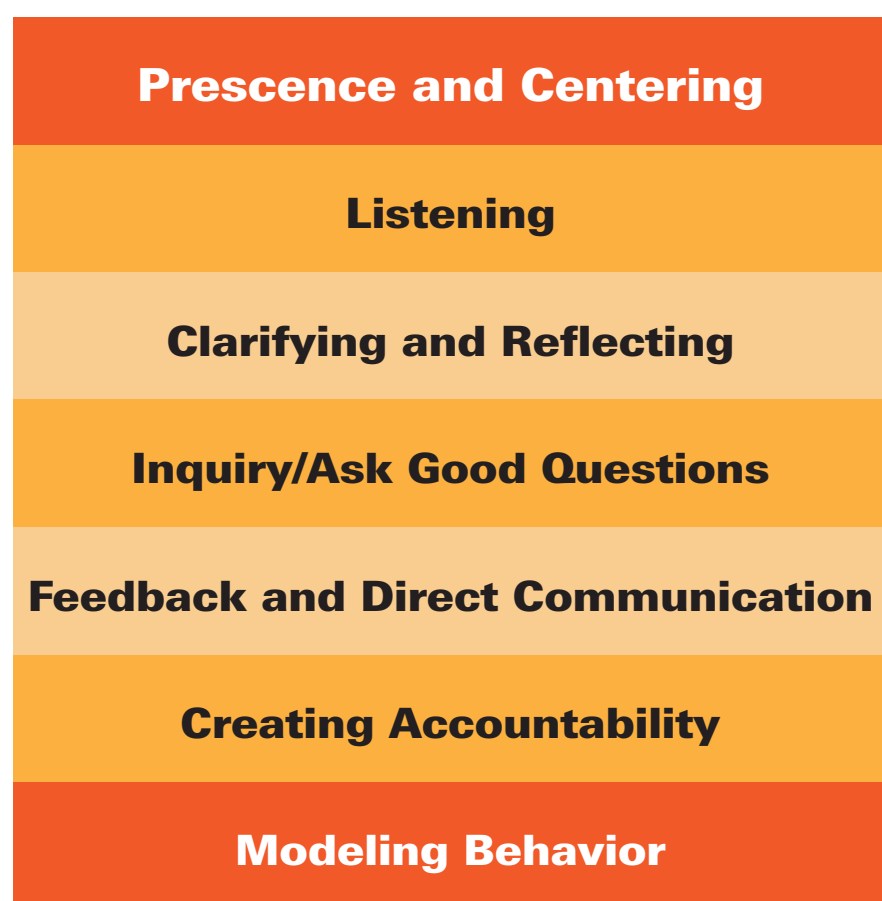 Prescence and Centering
Listening
Clarifying and Reflecting
Inquiry/Ask Good Questions
Feedback and Direct Communication
Creating Accountability
Modeling Behavior